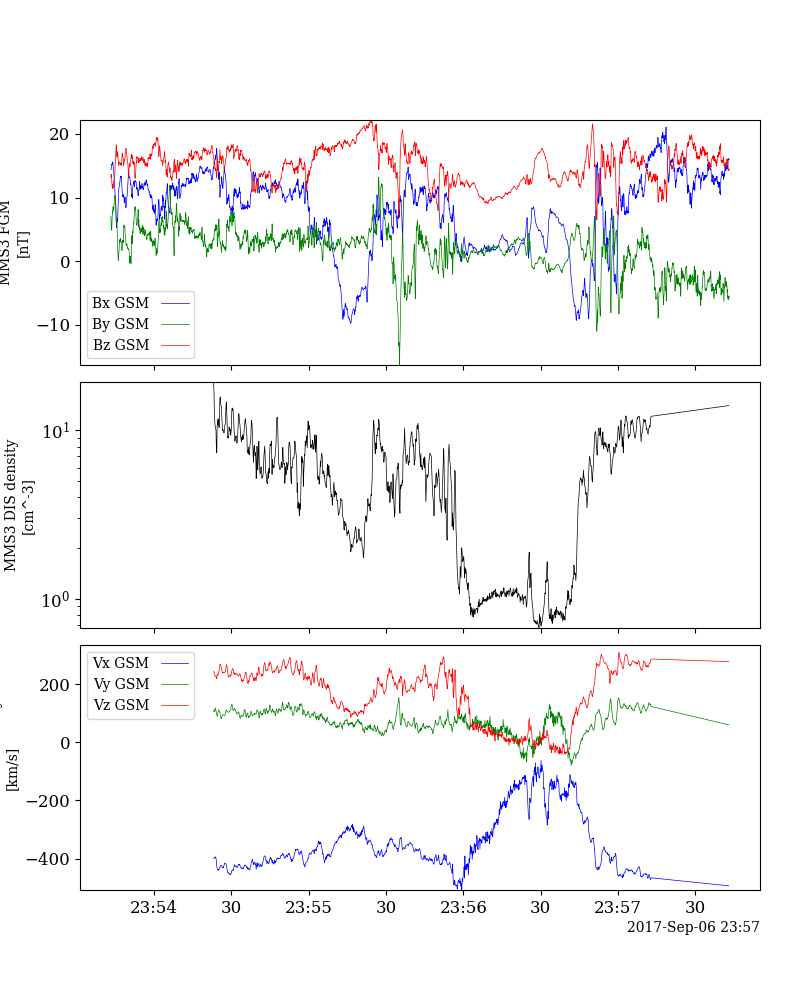 20
10
0
−10
MMS3 FGM
[nT]
Bx GSM
By GSM
Bz GSM
10^1
10^0
MMS3 DIS density
[cm^-3]
Vx GSM
Vy GSM
Vz GSM
200
0
−200
−400
[km/s]
23:54 30 23:55 30 23:56 30 23:57 30
2017-Sep-06 23:57